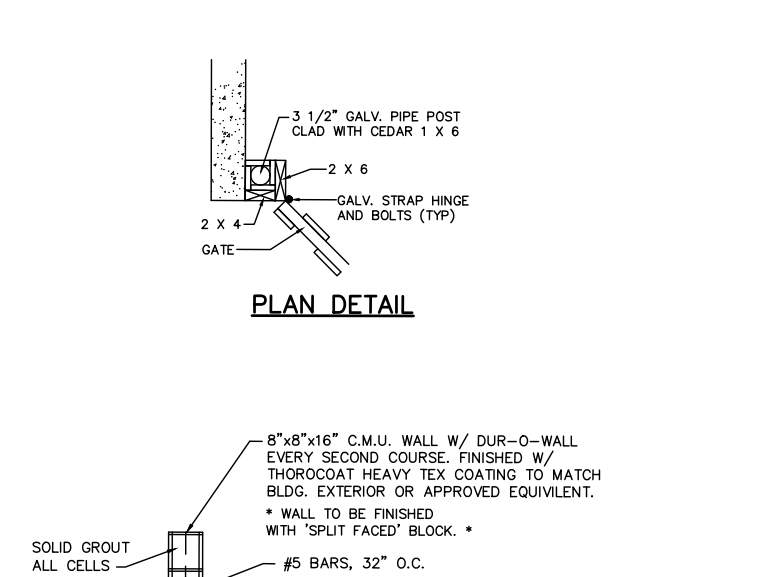 3 1/2" GALV. PIPE POST
CLAD WITH CEDAR 1 X 6
2 X 6
GALV. STRAP HINGE
AND BOLTS (TYP)
2 X 4
GATE
PLAN DETAIL
8"x8"x16" C.M.U. WALL W/ DUR-O-WALL
EVERY SECOND COURSE. FINISHED W/
THOROCOAT HEAVY TEX COATING TO MATCH
BLDG. EXTERIOR OR APPROVED EQUIVILENT.
* WALL TO BE FINISHED
WITH 'SPLIT FACED' BLOCK. *
SOLID GROUT
ALL CELLS
#5 BARS, 32" O.C.